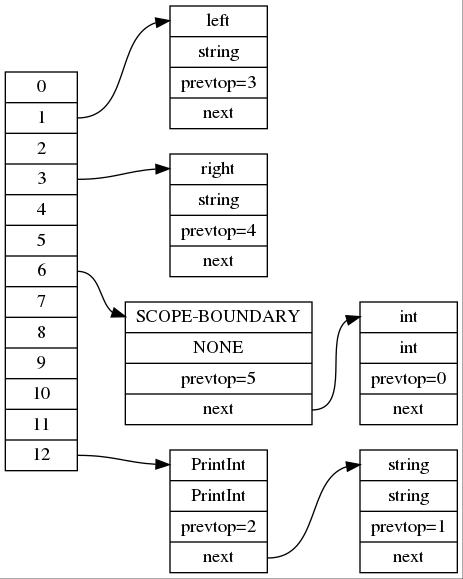 0
1
2
3
4
5
6
7
8
9
10
11
12
left
string
prevtop=3
next
right
string
prevtop=4
next
SCOPE-BOUNDARY
NONE
prevtop=5
next
int
int
prevtop=0
next
PrintInt
PrintInt
prevtop=2
next
string
string
prevtop=1
next